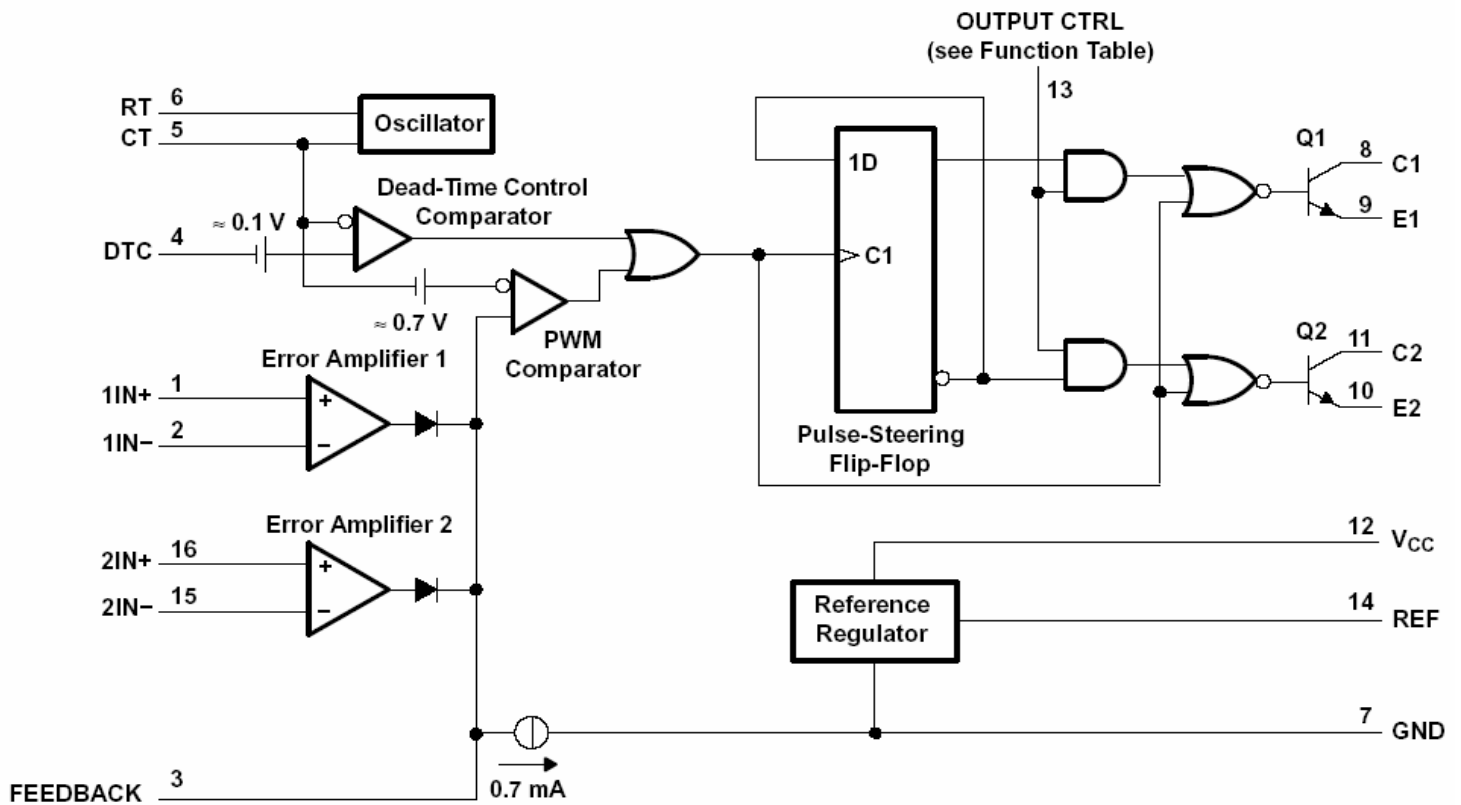 OUTPUT CTRL
(see Function Table)
13
RT 6
CT 5
Oscillator
Dead-Time Control
Comparator
≈ 0.1 V
DTC 4
≈ 0.7 V
PWM
Comparator
1D
C1
Pulse-Steering
Flip-Flop
Q1
8 C1
9 E1
Q2
11 C2
10 E2
Error Amplifier 1
1IN+ 1
1IN− 2
+
−
Error Amplifier 2
2IN+ 16
2IN− 15
+
−
12 VCC
Reference
Regulator
14 REF
7 GND
0.7 mA
FEEDBACK 3